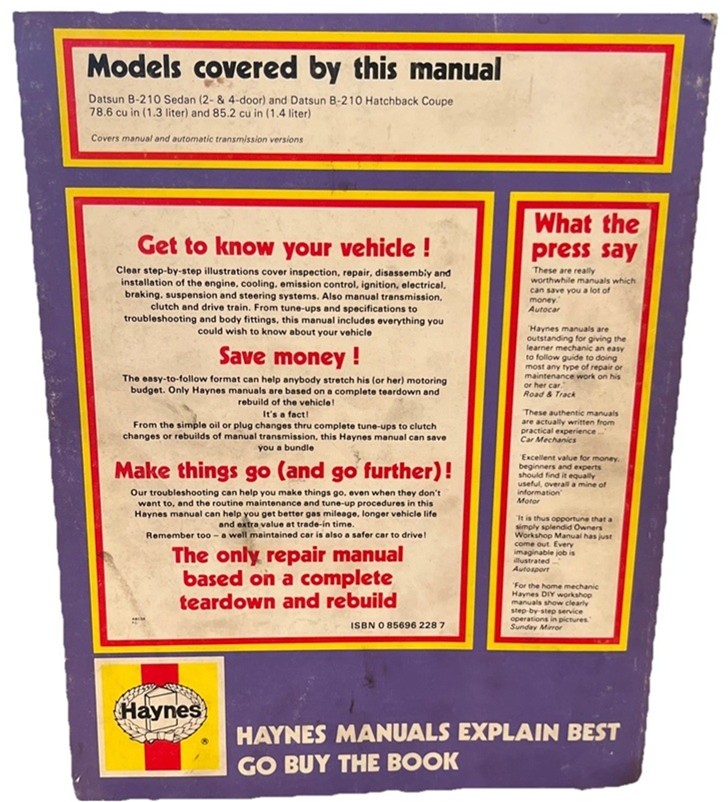 Models covered by this manual
Datsun B-210 Sedan (2- & 4-door) and Datsun B-210 Hatchback Coupe
78.6 cu in (1.3 liter) and 85.2 cu in (1.4 liter)
Covers manual and automatic transmission versions
Get to know your vehicle !
Clear step-by-step illustrations cover inspection, repair, disassembly and
installation of the engine, cooling, emission control, ignition, electrical,
braking, suspension and steering systems. Also manual transmission,
clutch and drive train. From tune-ups and specifications to
troubleshooting and body fittings, this manual includes everything you
could wish to know about your vehicle
Save money !
The easy-to-follow format can help anybody stretch his (or her) motoring
budget. Only Haynes manuals are based on a complete teardown and
rebuild of the vehicle!
It's a fact!
From the simple oil or plug changes thru complete tune-ups to clutch
changes or rebuilds of manual transmission, this Haynes manual can save
you a bundle
Make things go (and go further) !
Our troubleshooting can help you make things go, even when they don't
want to, and the routine maintenance and tune-up procedures in this
Haynes manual can help you get better gas mileage, longer vehicle life
and extra value at trade-in time.
Remember too – a well maintained car is also a safer car to drive!
The only repair manual
based on a complete
teardown and rebuild
ISBN 0 85696 228 7
What the
press say
'These are really
worthwhile manuals which
can save you a lot of
money.'
Autocar
'Haynes manuals are
outstanding for giving the
learner mechanic an easy
to follow guide to doing
most any type of repair or
maintenance work on his
or her car.'
Road & Track
'These authentic manuals
are actually written from
practical experience ...'
Car Mechanics
'Excellent value for money,
beginners and experts
should find it equally
useful, overall a mine of
information'
Motor
'It is thus opportune that a
simply splendid Owners
Workshop Manual has just
come out. Every
imaginable job is
illustrated ...'
Autosport
'For the home mechanic
Haynes DIY workshop
manuals show clearly
step-by-step service
operations in pictures.'
Sunday Mirror
Haynes
®
HAYNES MANUALS EXPLAIN BEST
GO BUY THE BOOK